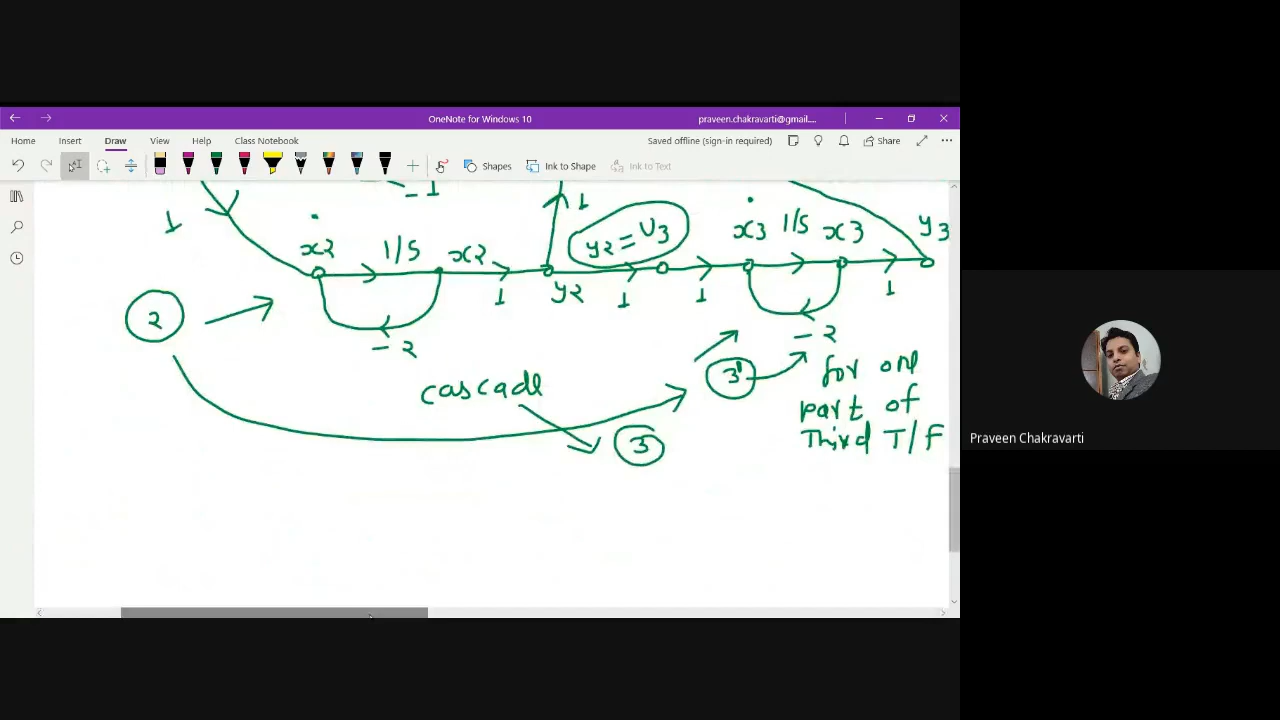 OneNote for Windows 10
praveen.chakravarti@gmail....
Home Insert Draw View Help Class Notebook
Saved offline (sign-in required)
Share
Shapes
Ink to Shape
Ink to Text
- 1
1
1
x2 1/S x2
y2 = U3
x3 1/S x3
y3
1 y2 1 1 1
- 2
- 2
2
cascade
3
3'
for one
part of
Third T/F
Praveen Chakravarti